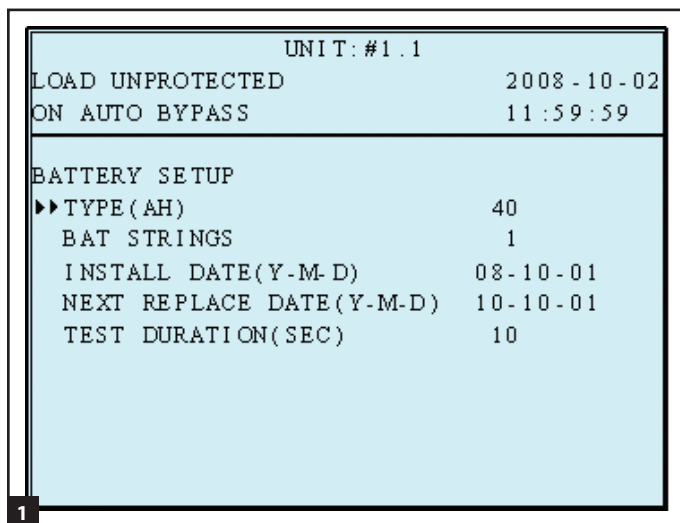 UNIT:#1.1
LOAD UNPROTECTED 2008-10-02
ON AUTO BYPASS 11:59:59
BATTERY SETUP
TYPE(AH) 40
BAT STRINGS 1
INSTALL DATE(Y-M-D) 08-10-01
NEXT REPLACE DATE(Y-M-D) 10-10-01
TEST DURATION(SEC) 10
1